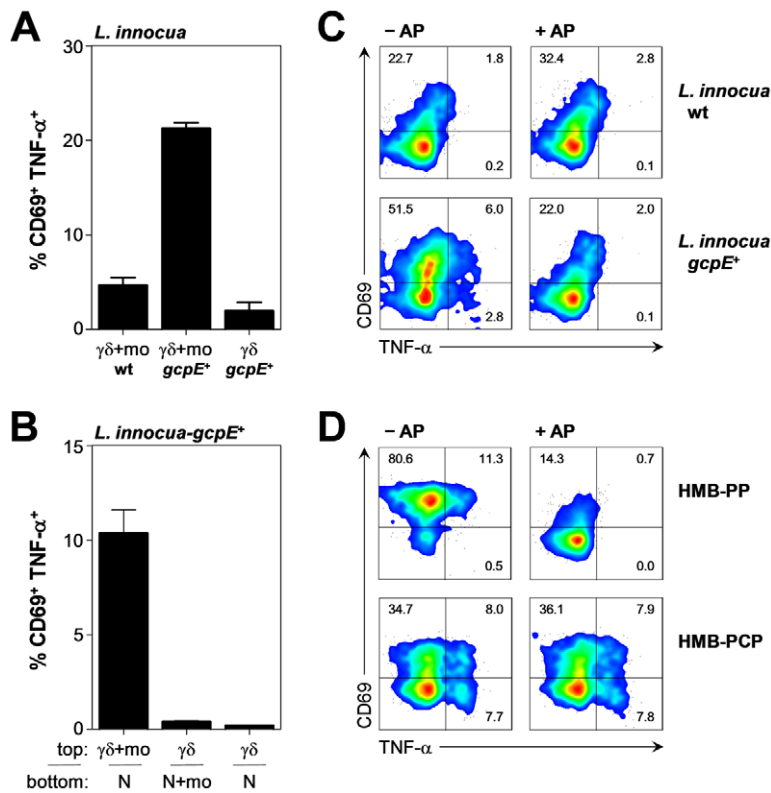 A
L. innocua
30
20
10
0
% CD69+ TNF-α+
γδ+mo γδ+mo γδ
wt gcpE+ gcpE+
B
L. innocua-gcpE+
15
10
5
0
% CD69+ TNF-α+
top: γδ+mo γδ γδ
bottom: N N+mo N
C
– AP + AP
22.7 1.8 32.4 2.8
0.2 0.1
L. innocua
wt
51.5 6.0 22.0 2.0
2.8 0.1
L. innocua
gcpE+
CD69
TNF-α
D
– AP + AP
80.6 11.3 14.3 0.7
0.5 0.0
HMB-PP
34.7 8.0 36.1 7.9
7.7 7.8
HMB-PCP
CD69
TNF-α